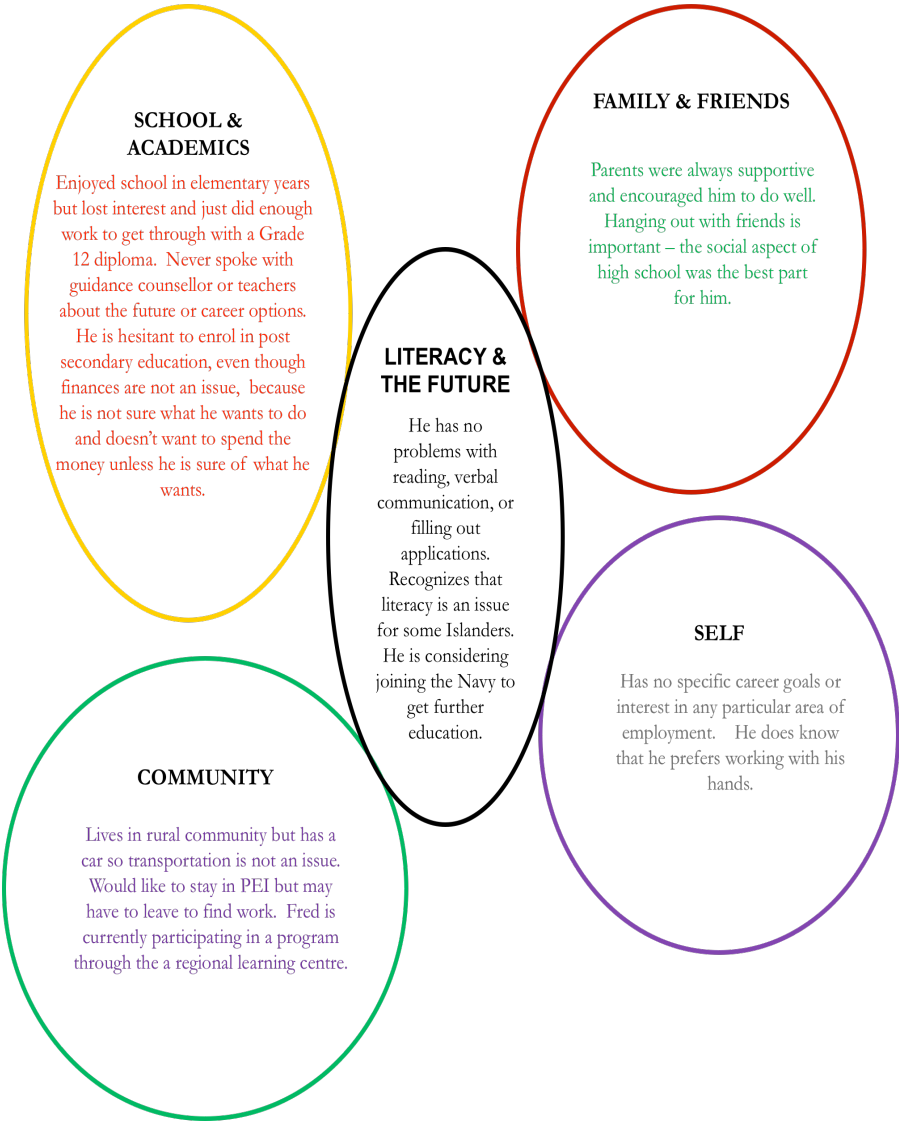 SCHOOL &
ACADEMICS
Enjoyed school in elementary years
but lost interest and just did enough
work to get through with a Grade
12 diploma.  Never spoke with
guidance counsellor or teachers
about the future or career options.
He is hesitant to enrol in post
secondary education, even though
finances are not an issue,  because
he is not sure what he wants to do
and doesn't want to spend the
money unless he is sure of what he
wants.
FAMILY & FRIENDS
Parents were always supportive
and encouraged him to do well.
Hanging out with friends is
important – the social aspect of
high school was the best part
for him.
LITERACY &
THE FUTURE
He has no
problems with
reading, verbal
communication, or
filling out
applications.
Recognizes that
literacy is an issue
for some Islanders.
He is considering
joining the Navy to
get further
education.
SELF
Has no specific career goals or
interest in any particular area of
employment.    He does know
that he prefers working with his
hands.
COMMUNITY
Lives in rural community but has a
car so transportation is not an issue.
Would like to stay in PEI but may
have to leave to find work.  Fred is
currently participating in a program
through the a regional learning centre.